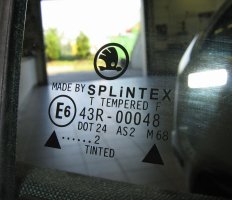 MADE BY SPLiNTEX
T TEMPERED F
E6 43R-00048
DOT 24 AS2 M68
......2
TINTED